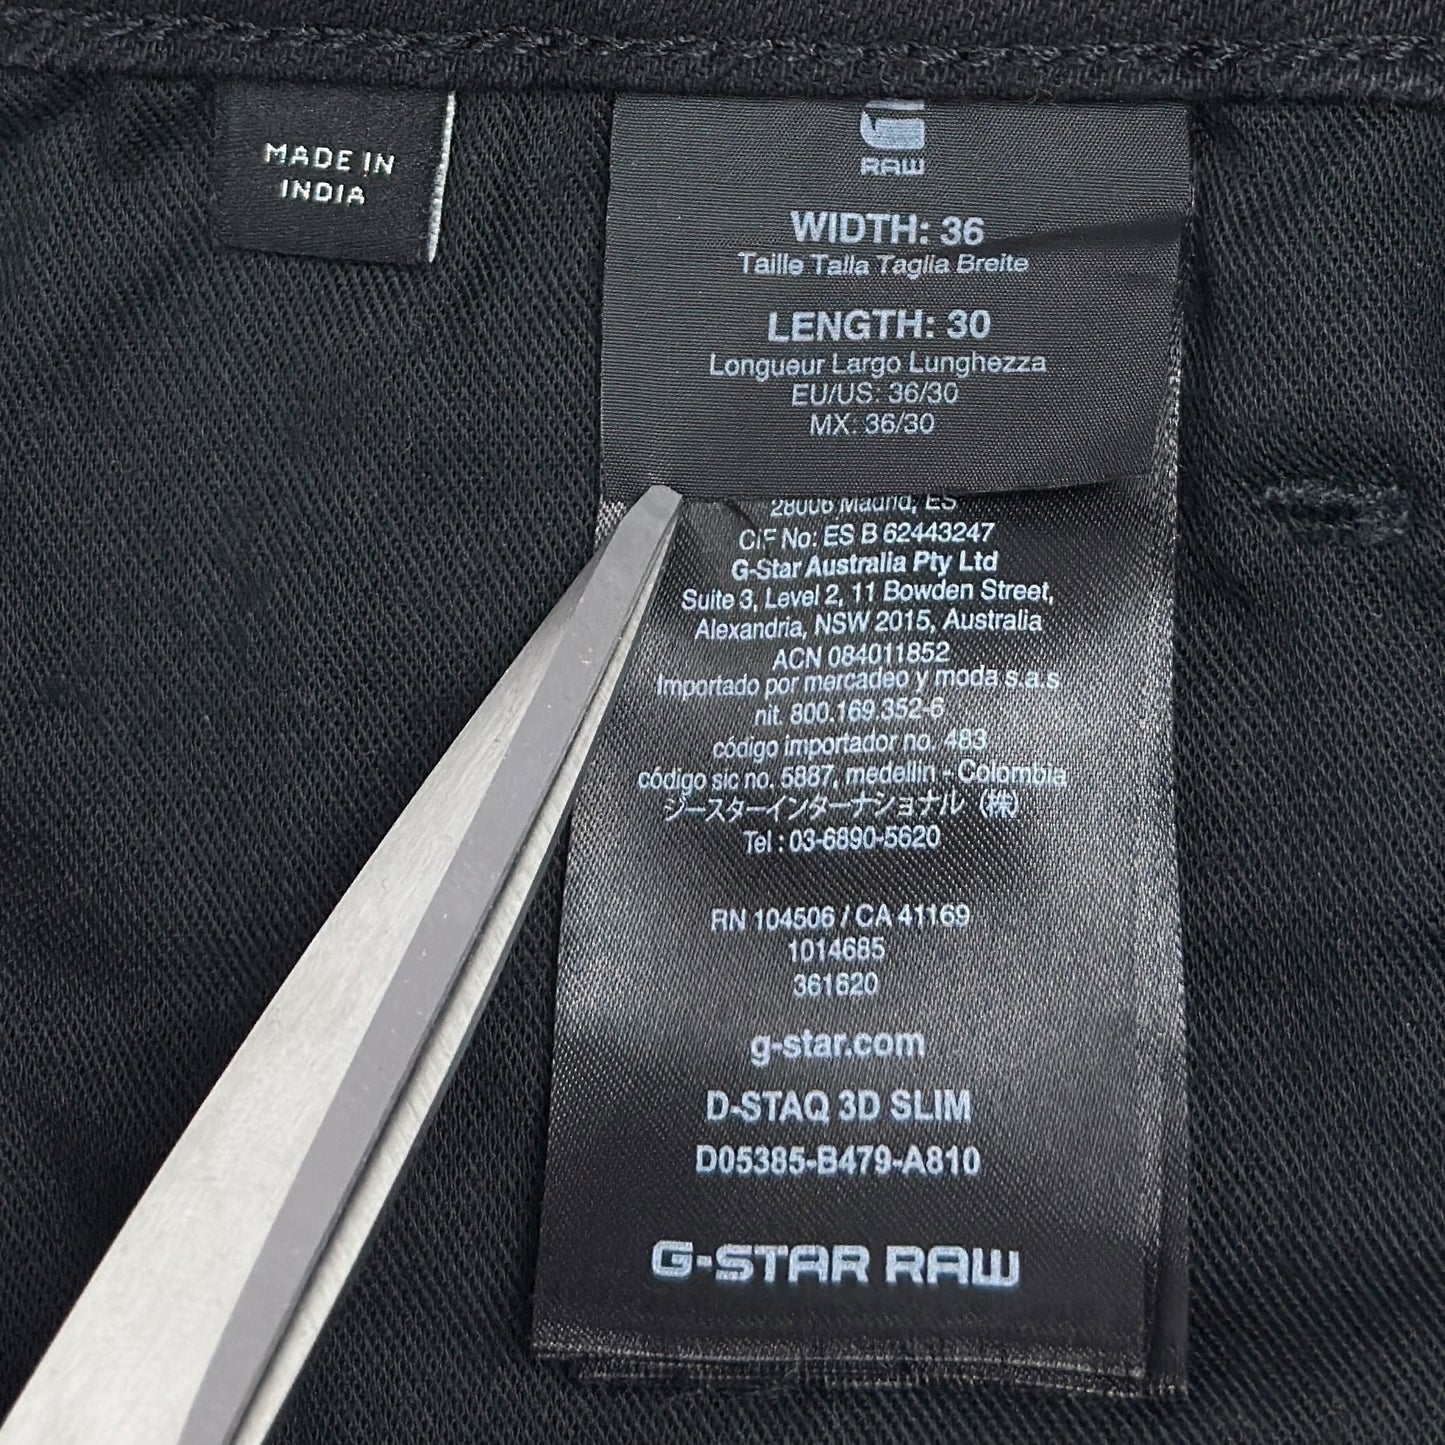 MADE IN
INDIA
RAW
WIDTH: 36
Taille Talla Taglia Breite
LENGTH: 30
Longueur Largo Lunghezza
EU/US: 36/30
MX: 36/30
28006 Madrid, ES
CIF No: ES B 62443247
G-Star Australia Pty Ltd
Suite 3, Level 2, 11 Bowden Street,
Alexandria, NSW 2015, Australia
ACN 084011852
Importado por mercadeo y moda s.a.s
nit. 800.169.352-6
código importador no. 483
código sic no. 5887, medellin - Colombia
ジースターインターナショナル (株)
Tel : 03-6890-5620
RN 104506 / CA 41169
1014685
361620
g-star.com
D-STAQ 3D SLIM
D05385-B479-A810
G-STAR RAW